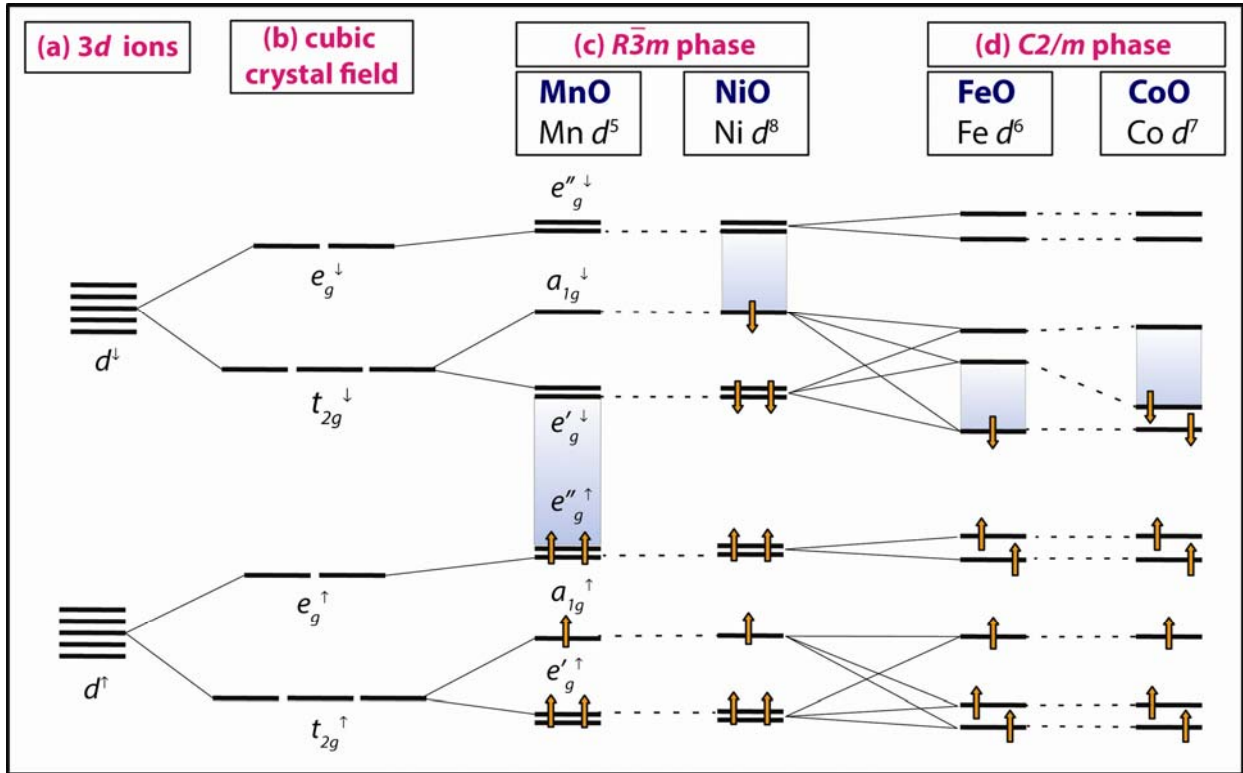 (a) 3d ions
(b) cubic
crystal field
(c) R3̄m phase
(d) C2/m phase
MnO
Mn d⁵
NiO
Ni d⁸
FeO
Fe d⁶
CoO
Co d⁷
e″g↓
eg↓
a1g↓
d↓
t2g↓
e′g↓
e″g↑
eg↑
a1g↑
e′g↑
d↑
t2g↑